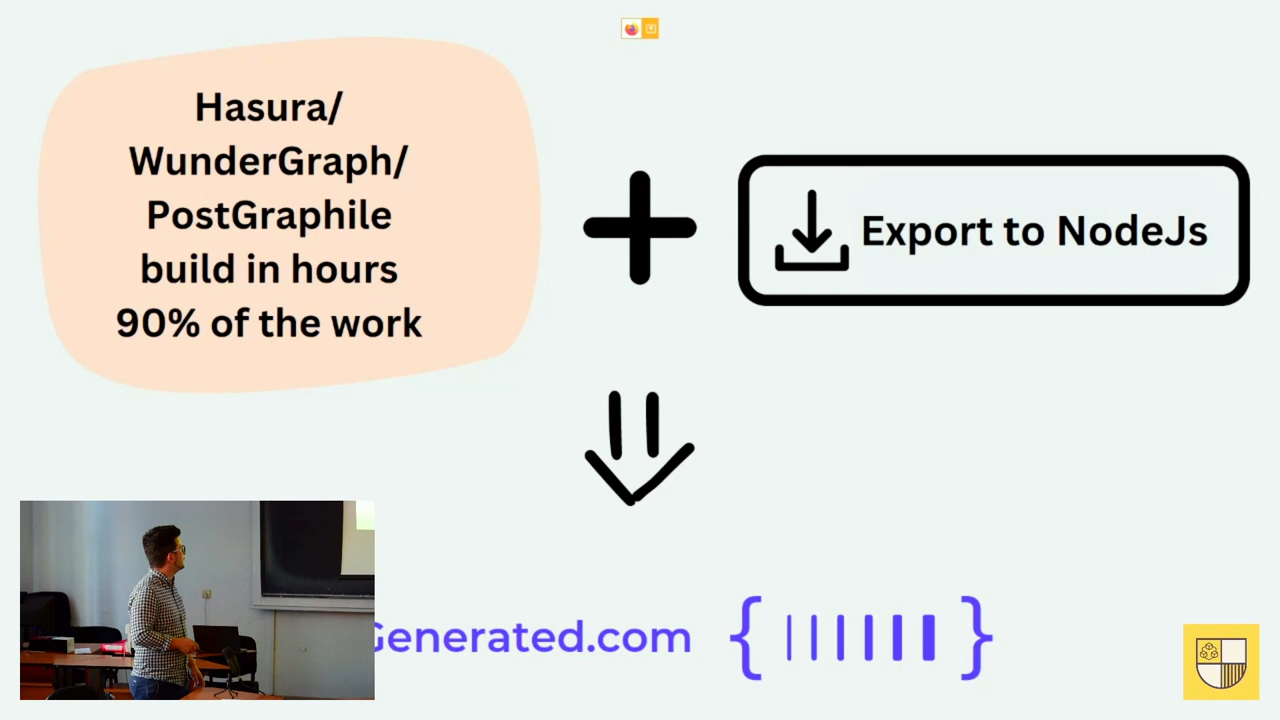 Hasura/
WunderGraph/
PostGraphile
build in hours
90% of the work
Export to NodeJs
Generated.com